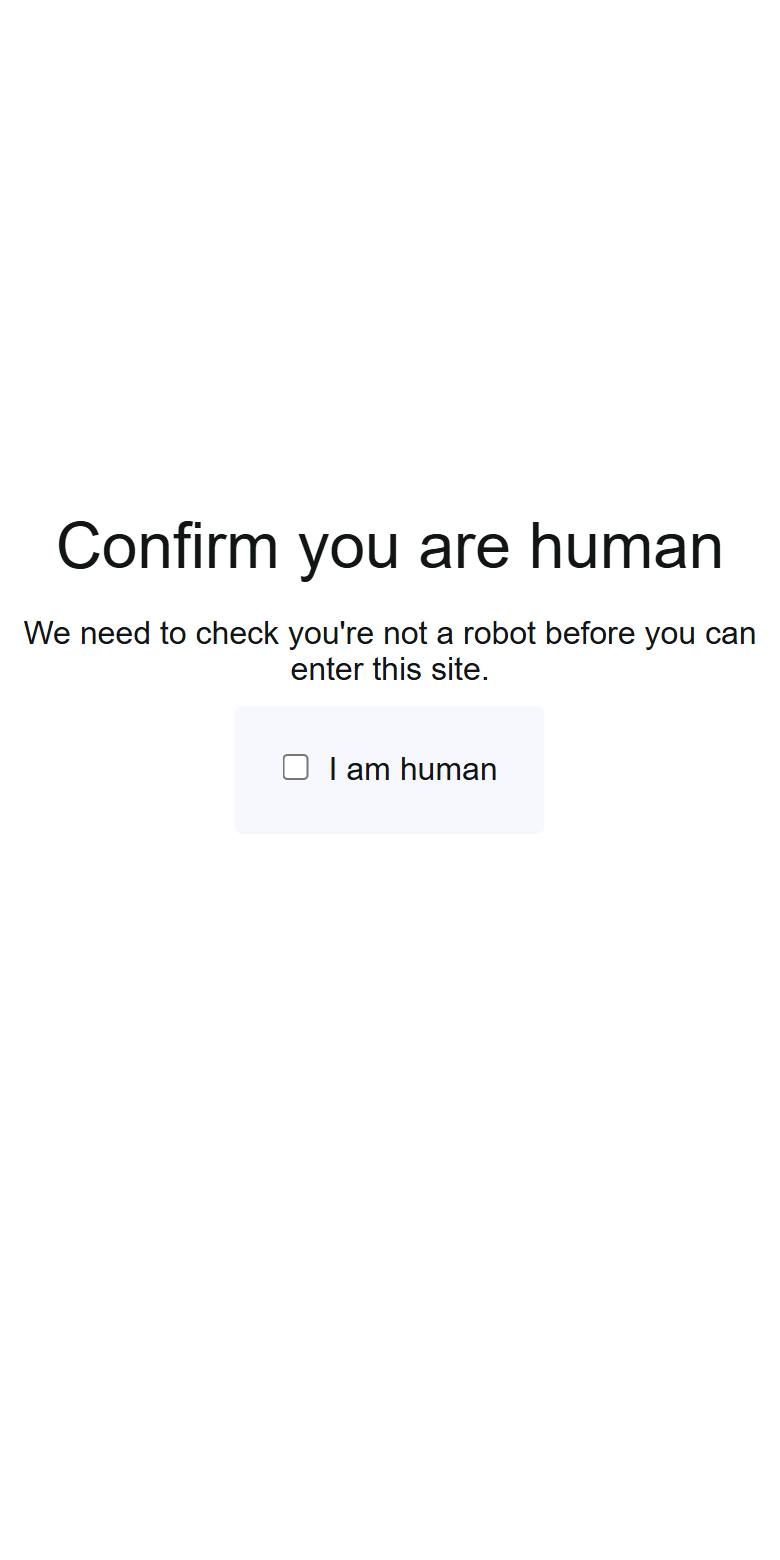 Confirm you are human
We need to check you're not a robot before you can
enter this site.
I am human